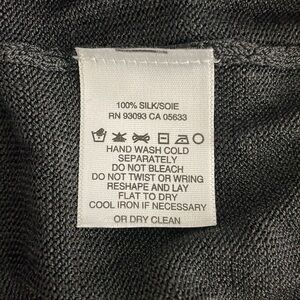 100% SILK/SOIE
RN 93093 CA 05633
HAND WASH COLD
SEPARATELY
DO NOT BLEACH
DO NOT TWIST OR WRING
RESHAPE AND LAY
FLAT TO DRY
COOL IRON IF NECESSARY
OR DRY CLEAN